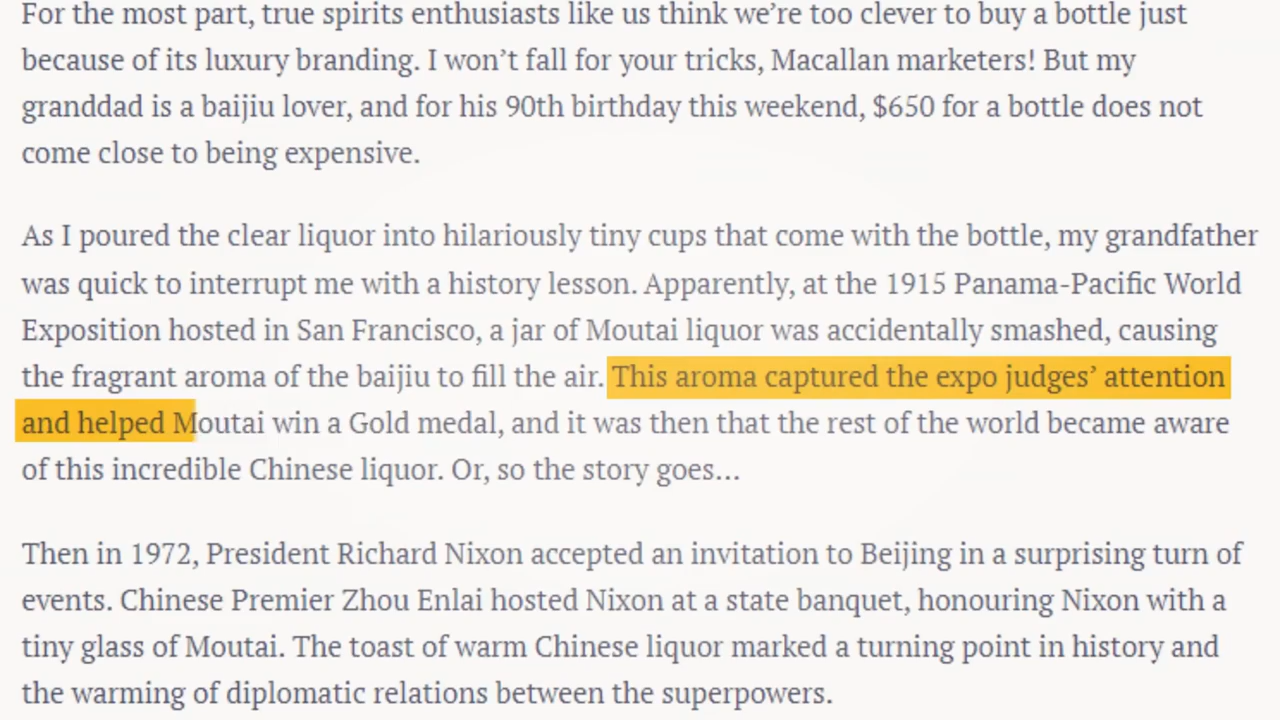 For the most part, true spirits enthusiasts like us think we’re too clever to buy a bottle just
because of its luxury branding. I won’t fall for your tricks, Macallan marketers! But my
granddad is a baijiu lover, and for his 90th birthday this weekend, $650 for a bottle does not
come close to being expensive.
As I poured the clear liquor into hilariously tiny cups that come with the bottle, my grandfather
was quick to interrupt me with a history lesson. Apparently, at the 1915 Panama-Pacific World
Exposition hosted in San Francisco, a jar of Moutai liquor was accidentally smashed, causing
the fragrant aroma of the baijiu to fill the air. This aroma captured the expo judges’ attention
and helped Moutai win a Gold medal, and it was then that the rest of the world became aware
of this incredible Chinese liquor. Or, so the story goes…
Then in 1972, President Richard Nixon accepted an invitation to Beijing in a surprising turn of
events. Chinese Premier Zhou Enlai hosted Nixon at a state banquet, honouring Nixon with a
tiny glass of Moutai. The toast of warm Chinese liquor marked a turning point in history and
the warming of diplomatic relations between the superpowers.